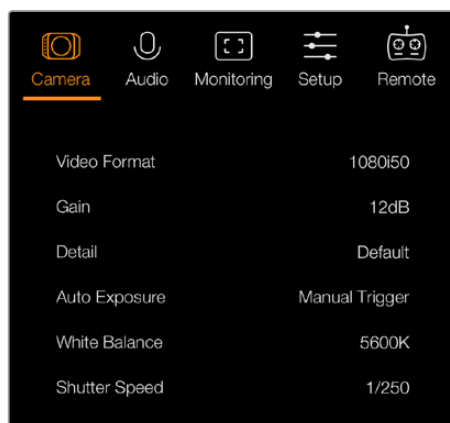 Camera Audio Monitoring Setup Remote
Video Format 1080i50
Gain 12dB
Detail Default
Auto Exposure Manual Trigger
White Balance 5600K
Shutter Speed 1/250